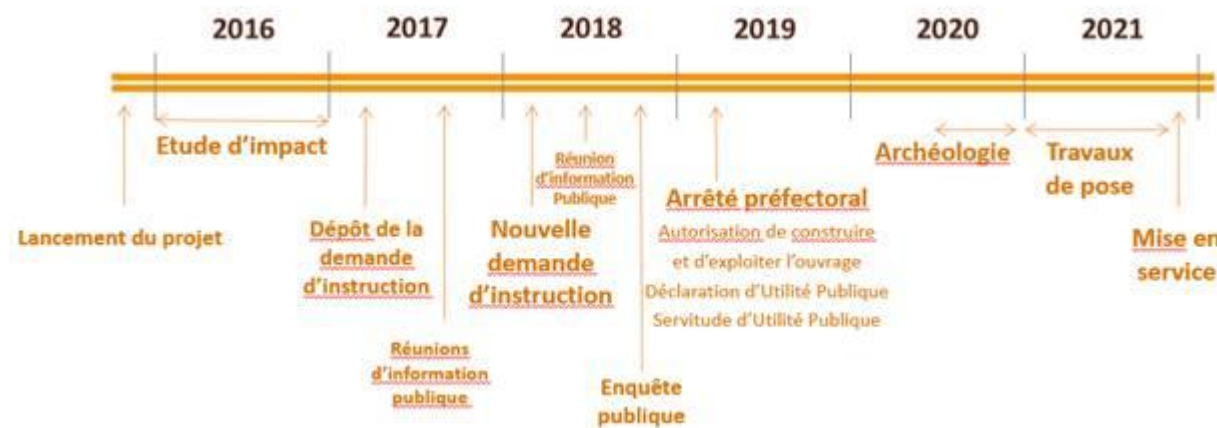 2016
2017
2018
2019
2020
2021
Lancement du projet
Etude d'impact
Dépôt de la
demande
d'instruction
Réunions
d'information
publique
Nouvelle
demande
d'instruction
Réunion
d'information
Publique
Enquête
publique
Arrêté préfectoral
Autorisation de construire
et d'exploiter l'ouvrage
Déclaration d'Utilité Publique
Servitude d'Utilité Publique
Archéologie
Travaux
de pose
Mise en
service